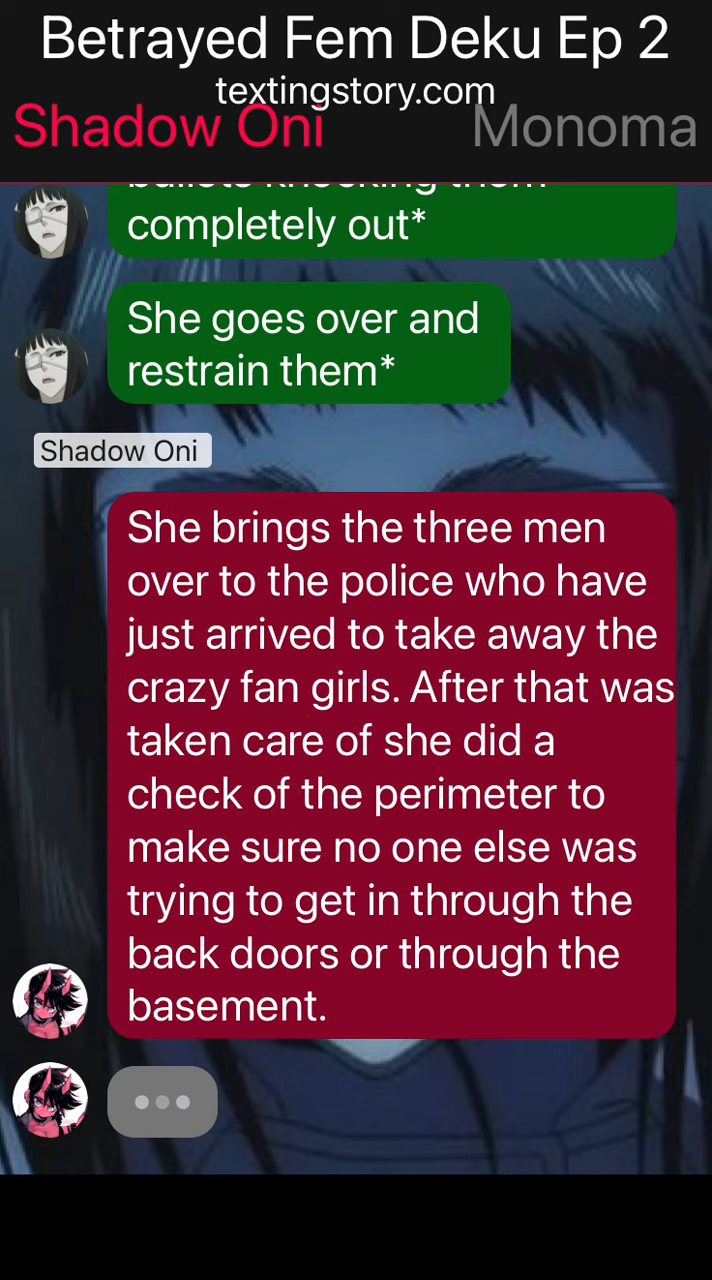 Betrayed Fem Deku Ep 2
textingstory.com
Shadow Oni
Monoma
bullets knocking them
completely out*
She goes over and
restrain them*
Shadow Oni
She brings the three men
over to the police who have
just arrived to take away the
crazy fan girls. After that was
taken care of she did a
check of the perimeter to
make sure no one else was
trying to get in through the
back doors or through the
basement.